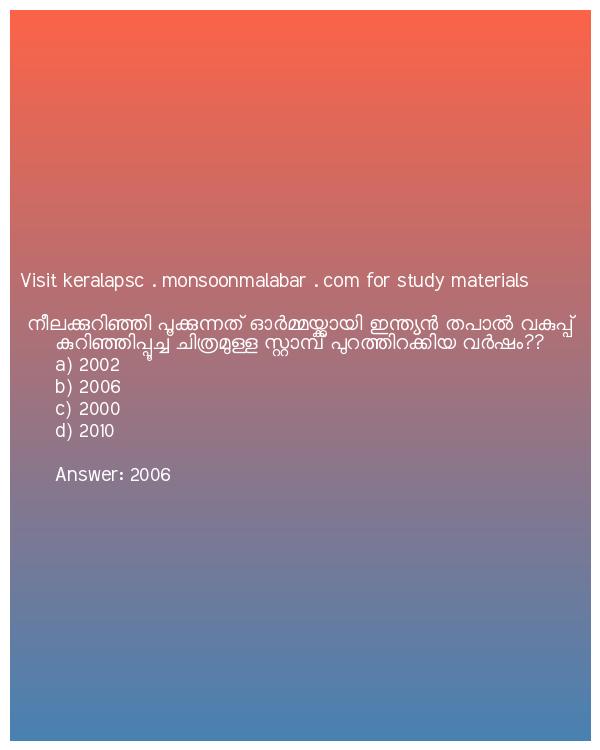 Visit keralapsc . monsoonmalabar . com for study materials
നീലക്കുറിഞ്ഞി പൂക്കുന്നത് ഓർമ്മയ്ക്കായി ഇന്ത്യൻ തപാൽ വകുപ്പ്
കുറിഞ്ഞിപ്പൂച്ച ചിത്രമുള്ള സ്റ്റാമ്പ് പുറത്തിറക്കിയ വർഷം??
a) 2002
b) 2006
c) 2000
d) 2010
Answer: 2006